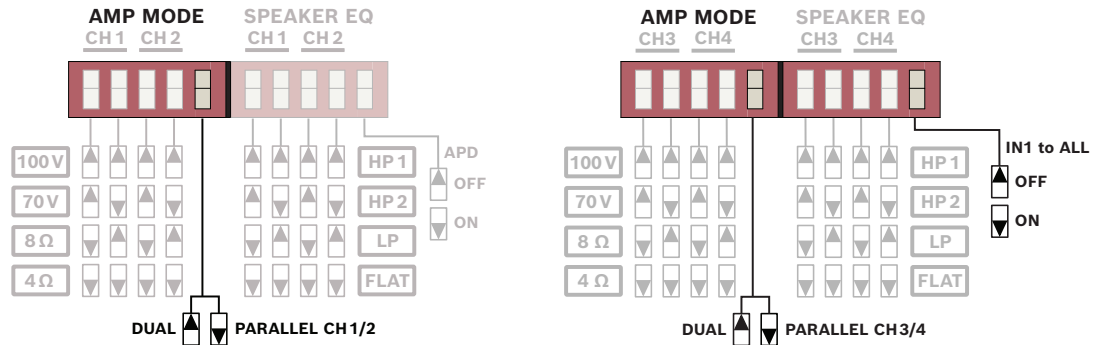 AMP MODE SPEAKER EQ
CH 1 CH 2 CH 1 CH 2
100 V HP 1 APD
OFF
70 V HP 2
ON
8 Ω LP
4 Ω FLAT
DUAL PARALLEL CH 1/2
AMP MODE SPEAKER EQ
CH3 CH4 CH3 CH4
IN1 to ALL
100 V HP 1
OFF
70 V HP 2
ON
8 Ω LP
4 Ω FLAT
DUAL PARALLEL CH 3/4